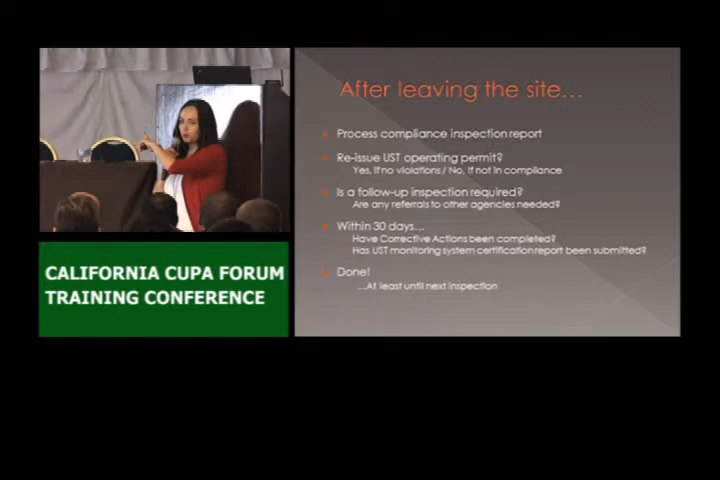 After leaving the site...
Process compliance inspection report
Re-issue UST operating permit?
Yes, if no violations / No, if not in compliance
Is a follow-up inspection required?
Are any referrals to other agencies needed?
Within 30 days...
Have Corrective Actions been completed?
Has UST monitoring system certification report been submitted?
Done!
...At least until next inspection
CALIFORNIA CUPA FORUM
TRAINING CONFERENCE